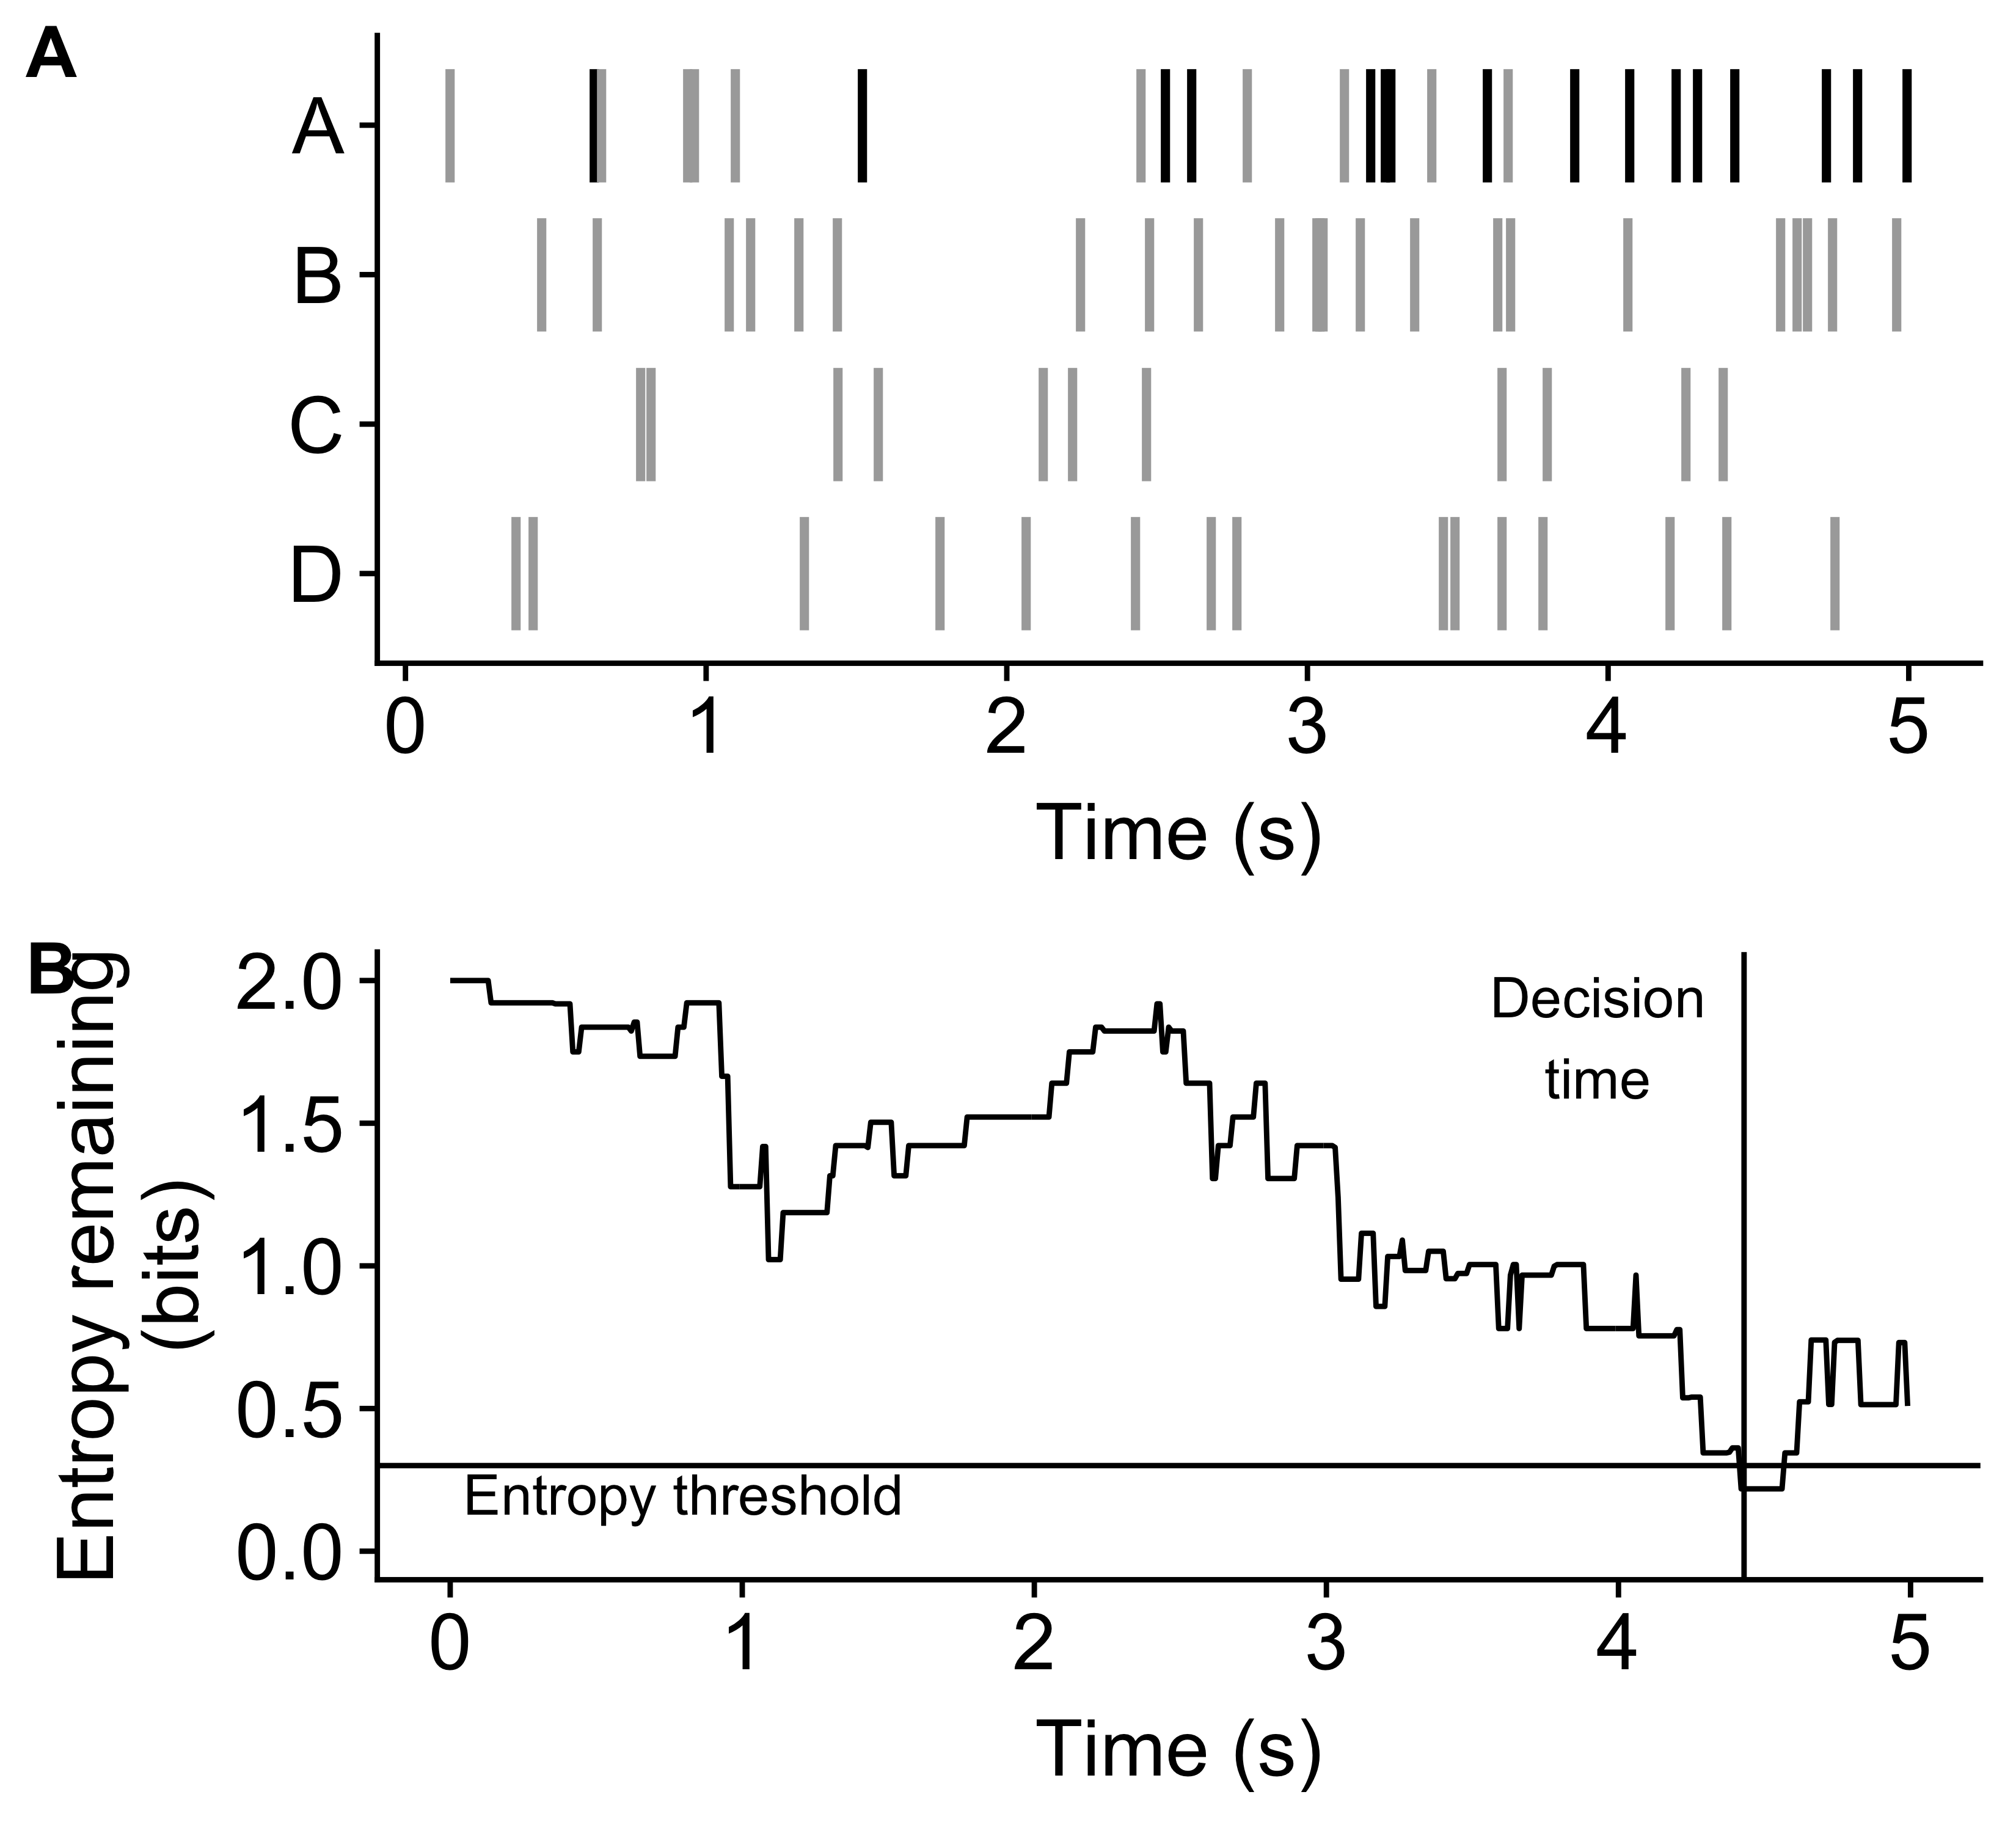 A
A
B
C
D
0 1 2 3 4 5
Time (s)
B
Entropy remaining
(bits)
2.0
1.5
1.0
0.5
0.0
Decision
time
Entropy threshold
0 1 2 3 4 5
Time (s)